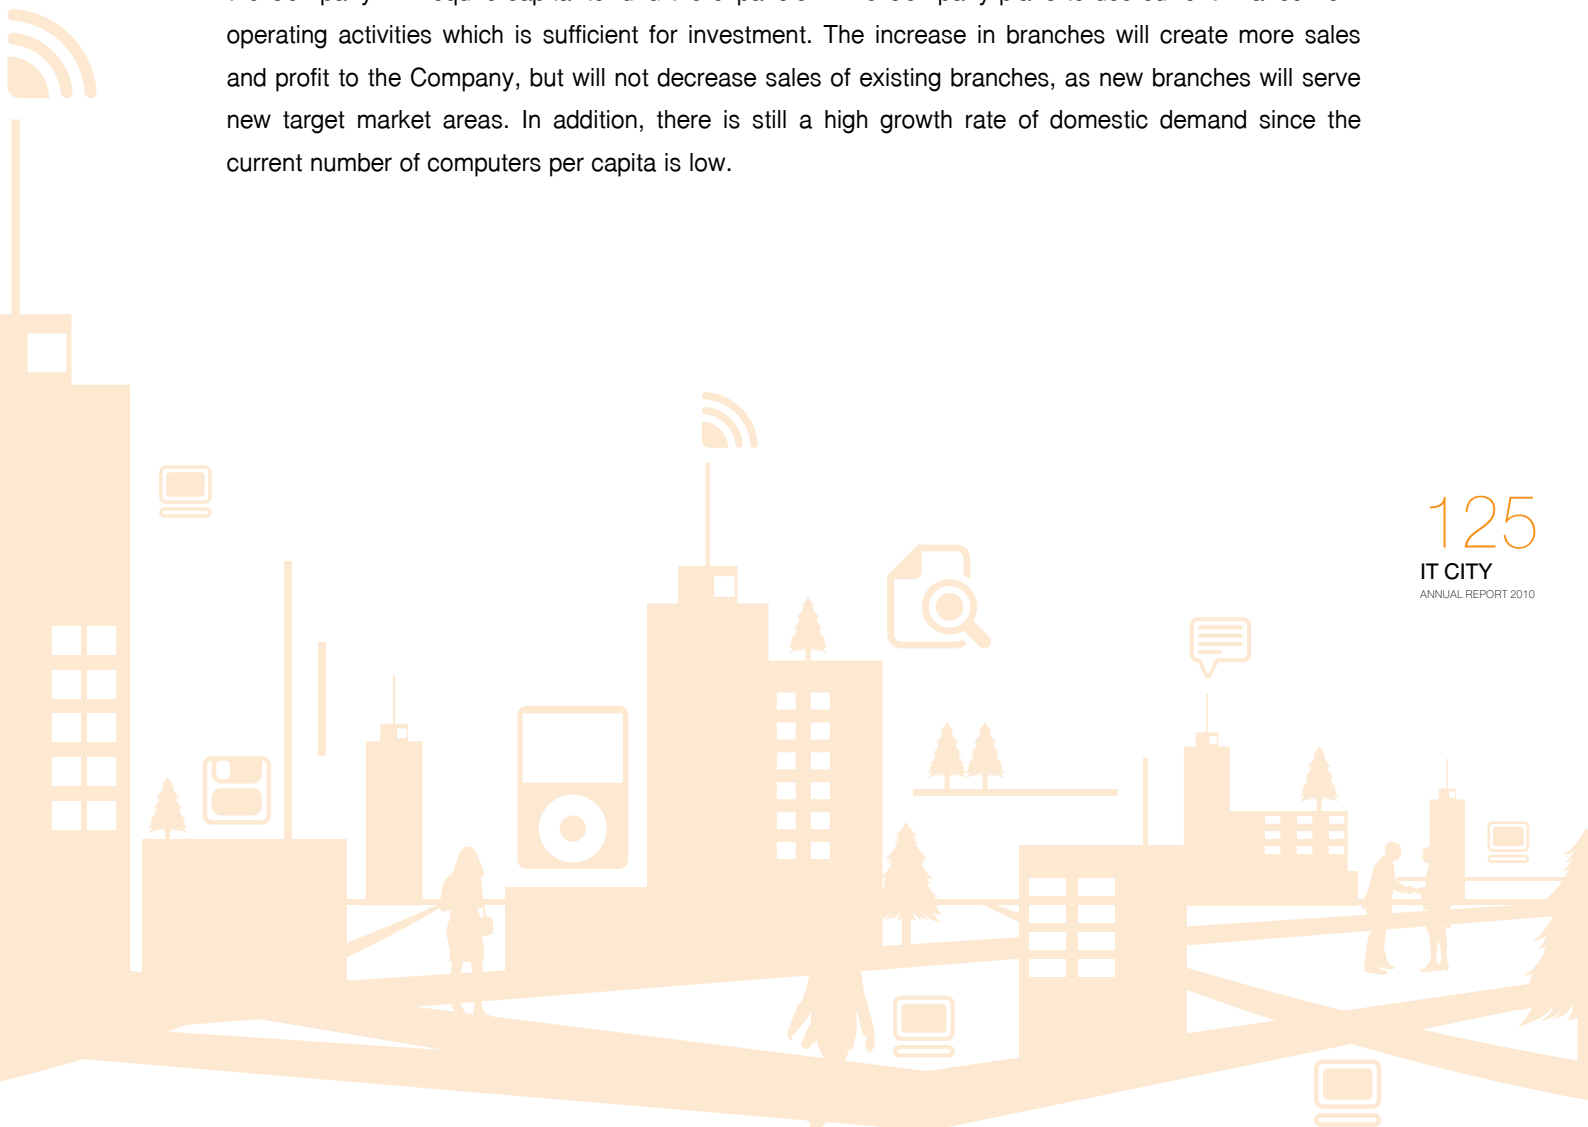 operating activities which is sufficient for investment. The increase in branches will create more sales
and profit to the Company, but will not decrease sales of existing branches, as new branches will serve
new target market areas. In addition, there is still a high growth rate of domestic demand since the
current number of computers per capita is low.
125
IT CITY
ANNUAL REPORT 2010